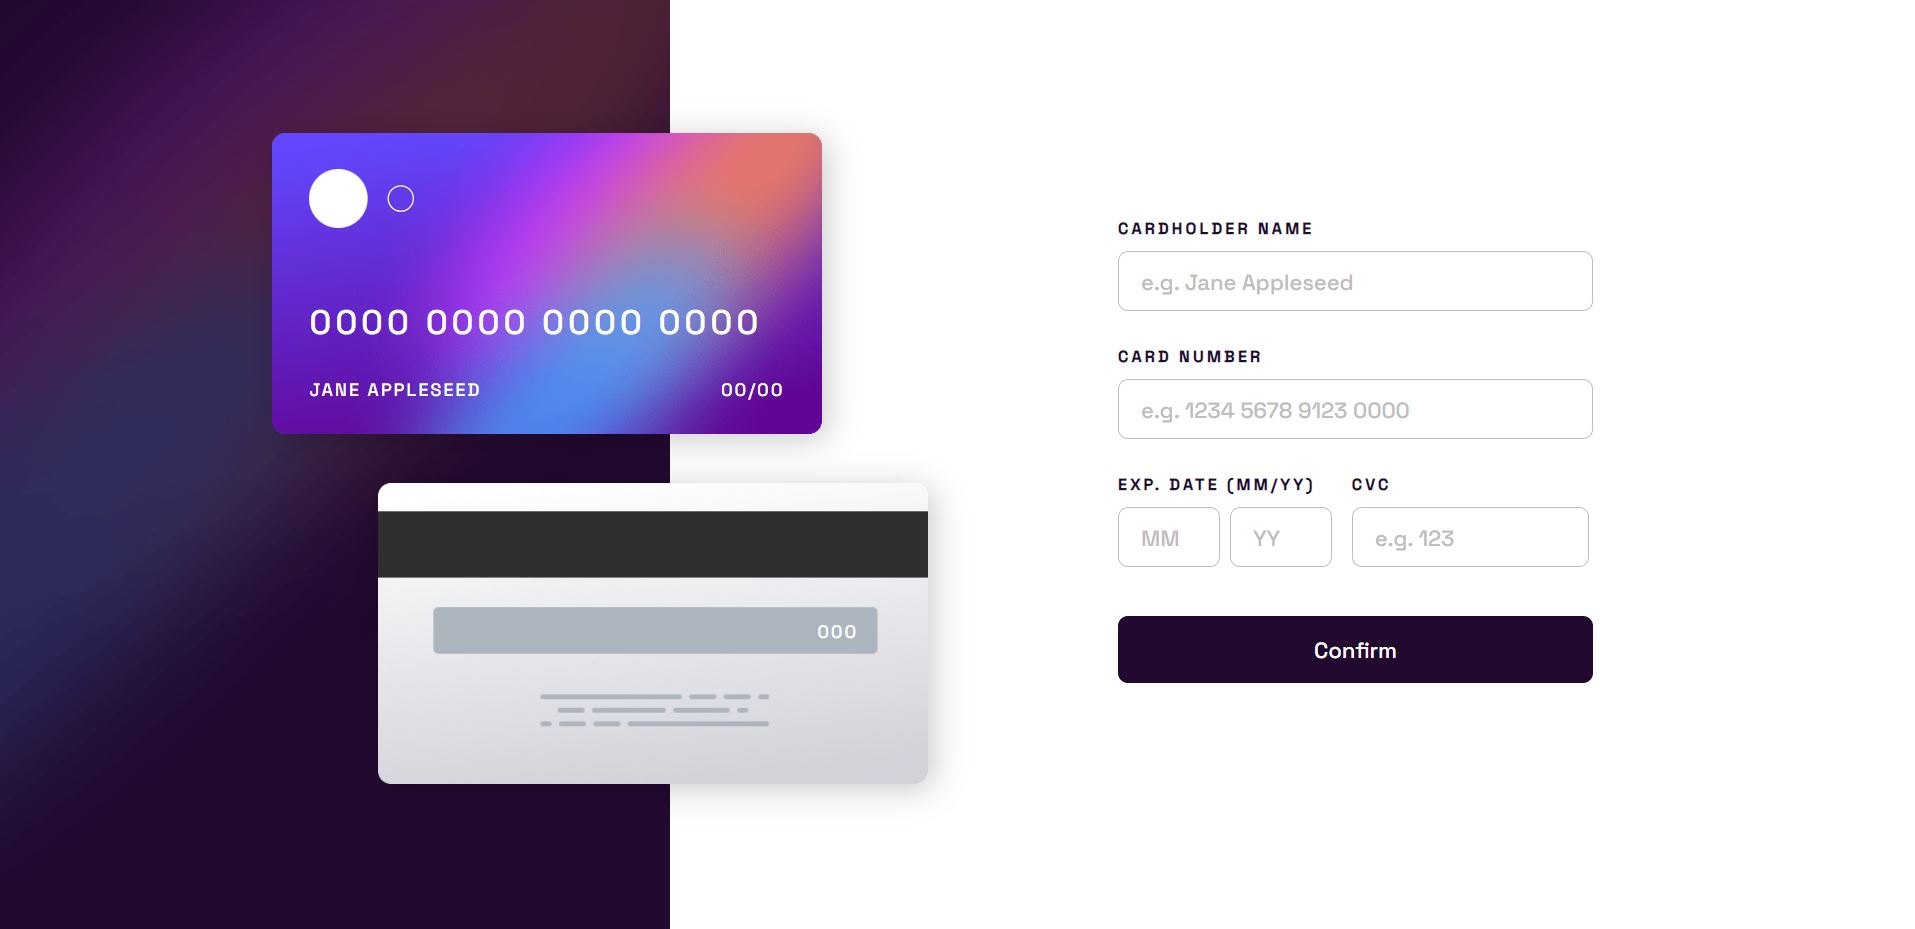 0000 0000 0000 0000
JANE APPLESEED 00/00
000
CARDHOLDER NAME
e.g. Jane Appleseed
CARD NUMBER
e.g. 1234 5678 9123 0000
EXP. DATE (MM/YY) CVC
MM YY e.g. 123
Confirm